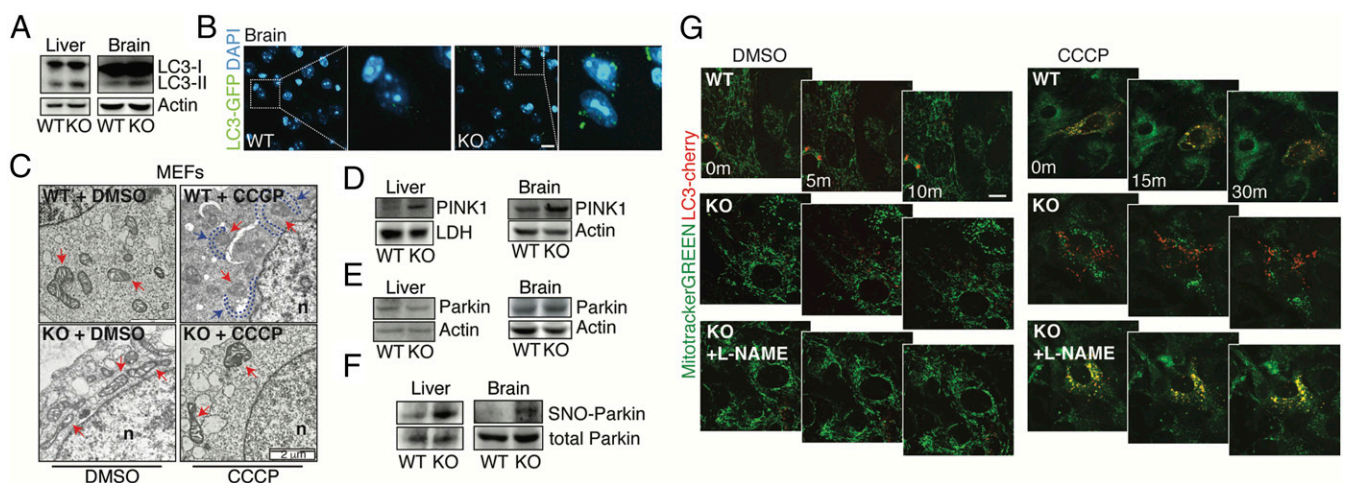 A
Liver Brain
LC3-I
LC3-II
Actin
WT KO WT KO
B
Brain
LC3-GFP DAPI
WT
KO
C
MEFs
WT + DMSO
WT + CCCP
n
KO + DMSO
KO + CCCP
n
n
2 μm
DMSO
CCCP
D
Liver Brain
PINK1 PINK1
LDH Actin
WT KO WT KO
E
Liver Brain
Parkin Parkin
Actin Actin
WT KO WT KO
F
Liver Brain
SNO-Parkin
total Parkin
WT KO WT KO
G
MitotrackerGREEN LC3-cherry
DMSO
WT
0m
5m
10m
KO
KO
+L-NAME
CCCP
WT
0m
15m
30m
KO
KO
+L-NAME